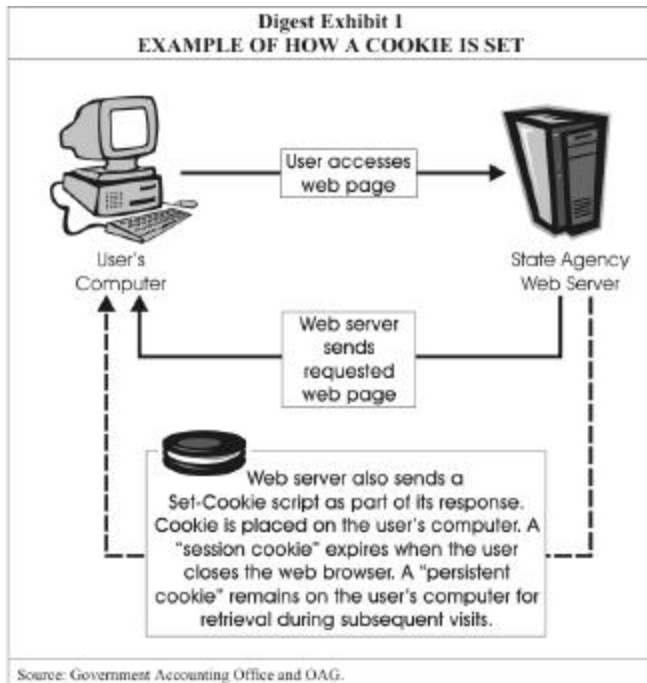 Digest Exhibit 1
EXAMPLE OF HOW A COOKIE IS SET
User accesses
web page
User's
Computer
State Agency
Web Server
Web server
sends
requested
web page
Web server also sends a
Set-Cookie script as part of its response.
Cookie is placed on the user's computer. A
"session cookie" expires when the user
closes the web browser. A "persistent
cookie" remains on the user's computer for
retrieval during subsequent visits.
Source: Government Accounting Office and OAG.